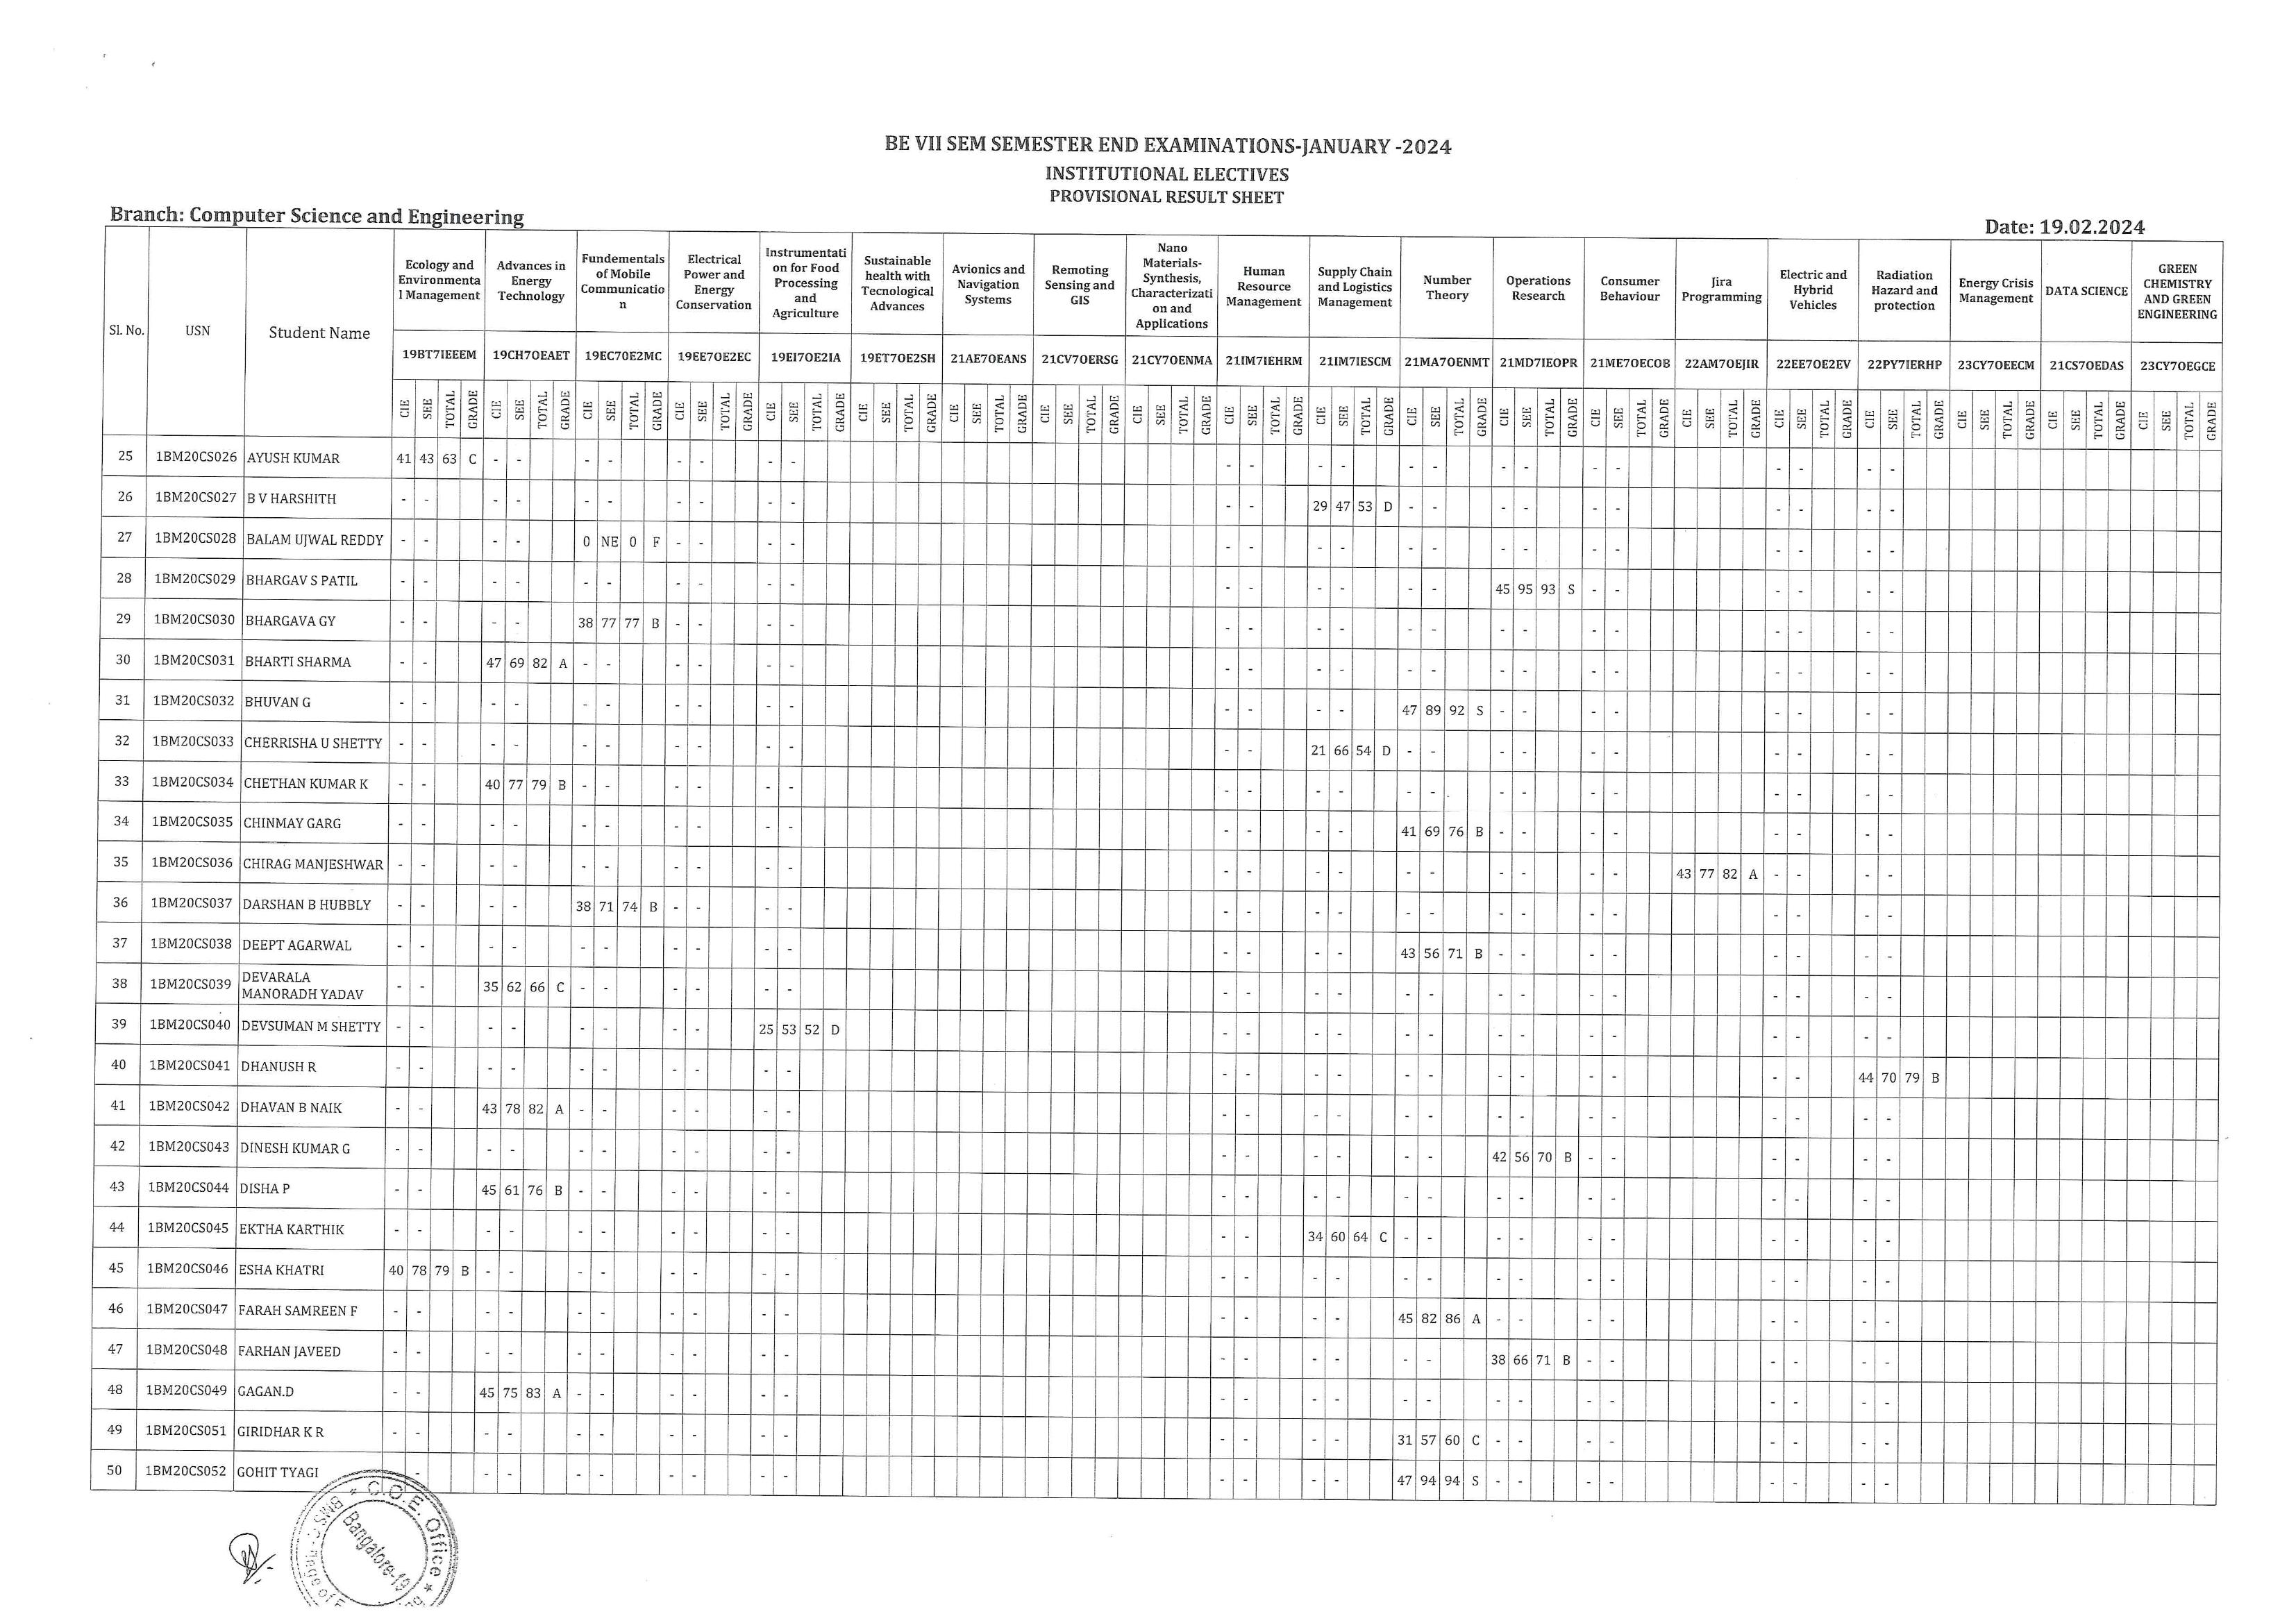 BE VII SEM SEMESTER END EXAMINATIONS-JANUARY -2024
INSTITUTIONAL ELECTIVES
PROVISIONAL RESULT SHEET
Branch: Computer Science and Engineering
Date: 19.02.2024
Sl. No. USN Student Name
Ecology and Environmenta l Management
Advances in Energy Technology
Fundementals of Mobile Communicatio n
Electrical Power and Energy Conservation
Instrumentati on for Food Processing and Agriculture
Sustainable health with Tecnological Advances
Avionics and Navigation Systems
Remoting Sensing and GIS
Nano Materials- Synthesis, Characterizati on and Applications
Human Resource Management
Supply Chain and Logistics Management
Number Theory
Operations Research
Consumer Behaviour
Jira Programming
Electric and Hybrid Vehicles
Radiation Hazard and protection
Energy Crisis Management
DATA SCIENCE
GREEN CHEMISTRY AND GREEN ENGINEERING
19BT7IEEEM 19CH7OEAET 19EC7OE2MC 19EE7OE2EC 19EI7OE2IA 19ET7OE2SH 21AE7OEANS 21CV7OERSG 21CY7OENMA 21IM7IEHRM 21IM7IESCM 21MA7OENMT 21MD7IEOPR 21ME7OECOB 22AM7OEJIR 22EE7OE2EV 22PY7IERHP 23CY7OEECM 21CS7OEDAS 23CY7OEGCE
CIE SEE TOTAL GRADE CIE SEE TOTAL GRADE CIE SEE TOTAL GRADE CIE SEE TOTAL GRADE CIE SEE TOTAL GRADE CIE SEE TOTAL GRADE CIE SEE TOTAL GRADE CIE SEE TOTAL GRADE CIE SEE TOTAL GRADE CIE SEE TOTAL GRADE CIE SEE TOTAL GRADE CIE SEE TOTAL GRADE CIE SEE TOTAL GRADE CIE SEE TOTAL GRADE CIE SEE TOTAL GRADE CIE SEE TOTAL GRADE CIE SEE TOTAL GRADE CIE SEE TOTAL GRADE CIE SEE TOTAL GRADE CIE SEE TOTAL GRADE
25 1BM20CS026 AYUSH KUMAR 41 43 63 C - - - - - - - - - - - - - - - - - - - - - -
26 1BM20CS027 B V HARSHITH - - - - - - - - - - - - 29 47 53 D - - - - - - - - - -
27 1BM20CS028 BALAM UJWAL REDDY - - - - 0 NE 0 F - - - - - - - - - - - - - - - - - -
28 1BM20CS029 BHARGAV S PATIL - - - - - - - - - - - - - - - - 45 95 93 S - - - - - -
29 1BM20CS030 BHARGAVA GY - - - - 38 77 77 B - - - - - - - - - - - - - - - - - -
30 1BM20CS031 BHARTI SHARMA - - 47 69 82 A - - - - - - - - - - - - - - - - - - - -
31 1BM20CS032 BHUVAN G - - - - - - - - - - - - - - 47 89 92 S - - - - - - - -
32 1BM20CS033 CHERRISHA U SHETTY - - - - - - - - - - - - 21 66 54 D - - - - - - - - - -
33 1BM20CS034 CHETHAN KUMAR K - - 40 77 79 B - - - - - - - - - - - - - - - - - - - -
34 1BM20CS035 CHINMAY GARG - - - - - - - - - - - - - - 41 69 76 B - - - - - - - -
35 1BM20CS036 CHIRAG MANJESHWAR - - - - - - - - - - - - - - - - - - - - 43 77 82 A - - - -
36 1BM20CS037 DARSHAN B HUBBLY - - - - 38 71 74 B - - - - - - - - - - - - - - - - - -
37 1BM20CS038 DEEPT AGARWAL - - - - - - - - - - - - - - 43 56 71 B - - - - - - - -
38 1BM20CS039 DEVARALA MANORADH YADAV - - 35 62 66 C - - - - - - - - - - - - - - - - - - - -
39 1BM20CS040 DEVSUMAN M SHETTY - - - - - - - - 25 53 52 D - - - - - - - - - - - - - -
40 1BM20CS041 DHANUSH R - - - - - - - - - - - - - - - - - - - - - - 44 70 79 B
41 1BM20CS042 DHAVAN B NAIK - - 43 78 82 A - - - - - - - - - - - - - - - - - - - -
42 1BM20CS043 DINESH KUMAR G - - - - - - - - - - - - - - - - 42 56 70 B - - - - - -
43 1BM20CS044 DISHA P - - 45 61 76 B - - - - - - - - - - - - - - - - - - - -
44 1BM20CS045 EKTHA KARTHIK - - - - - - - - - - - - 34 60 64 C - - - - - - - - - -
45 1BM20CS046 ESHA KHATRI 40 78 79 B - - - - - - - - - - - - - - - - - - - - - -
46 1BM20CS047 FARAH SAMREEN F - - - - - - - - - - - - - - 45 82 86 A - - - - - - - -
47 1BM20CS048 FARHAN JAVEED - - - - - - - - - - - - - - - - 38 66 71 B - - - - - -
48 1BM20CS049 GAGAN.D - - 45 75 83 A - - - - - - - - - - - - - - - - - - - -
49 1BM20CS051 GIRIDHAR K R - - - - - - - - - - - - - - 31 57 60 C - - - - - - - -
50 1BM20CS052 GOHIT TYAGI - - - - - - - - - - - - - 47 94 94 S - - - - - - - -
C.O.E. Office
Bangalore-19